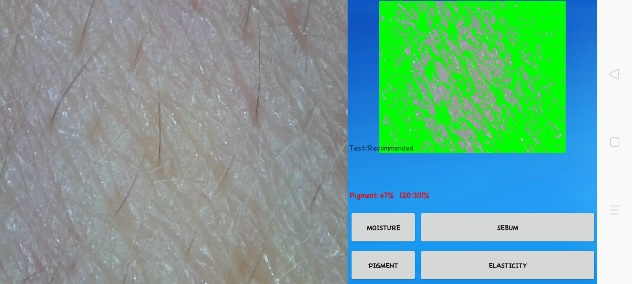 Test:Recommended
Pigment: 67% (20:30)%
MOISTURE
SEBUM
PIGMENT
ELASTICITY